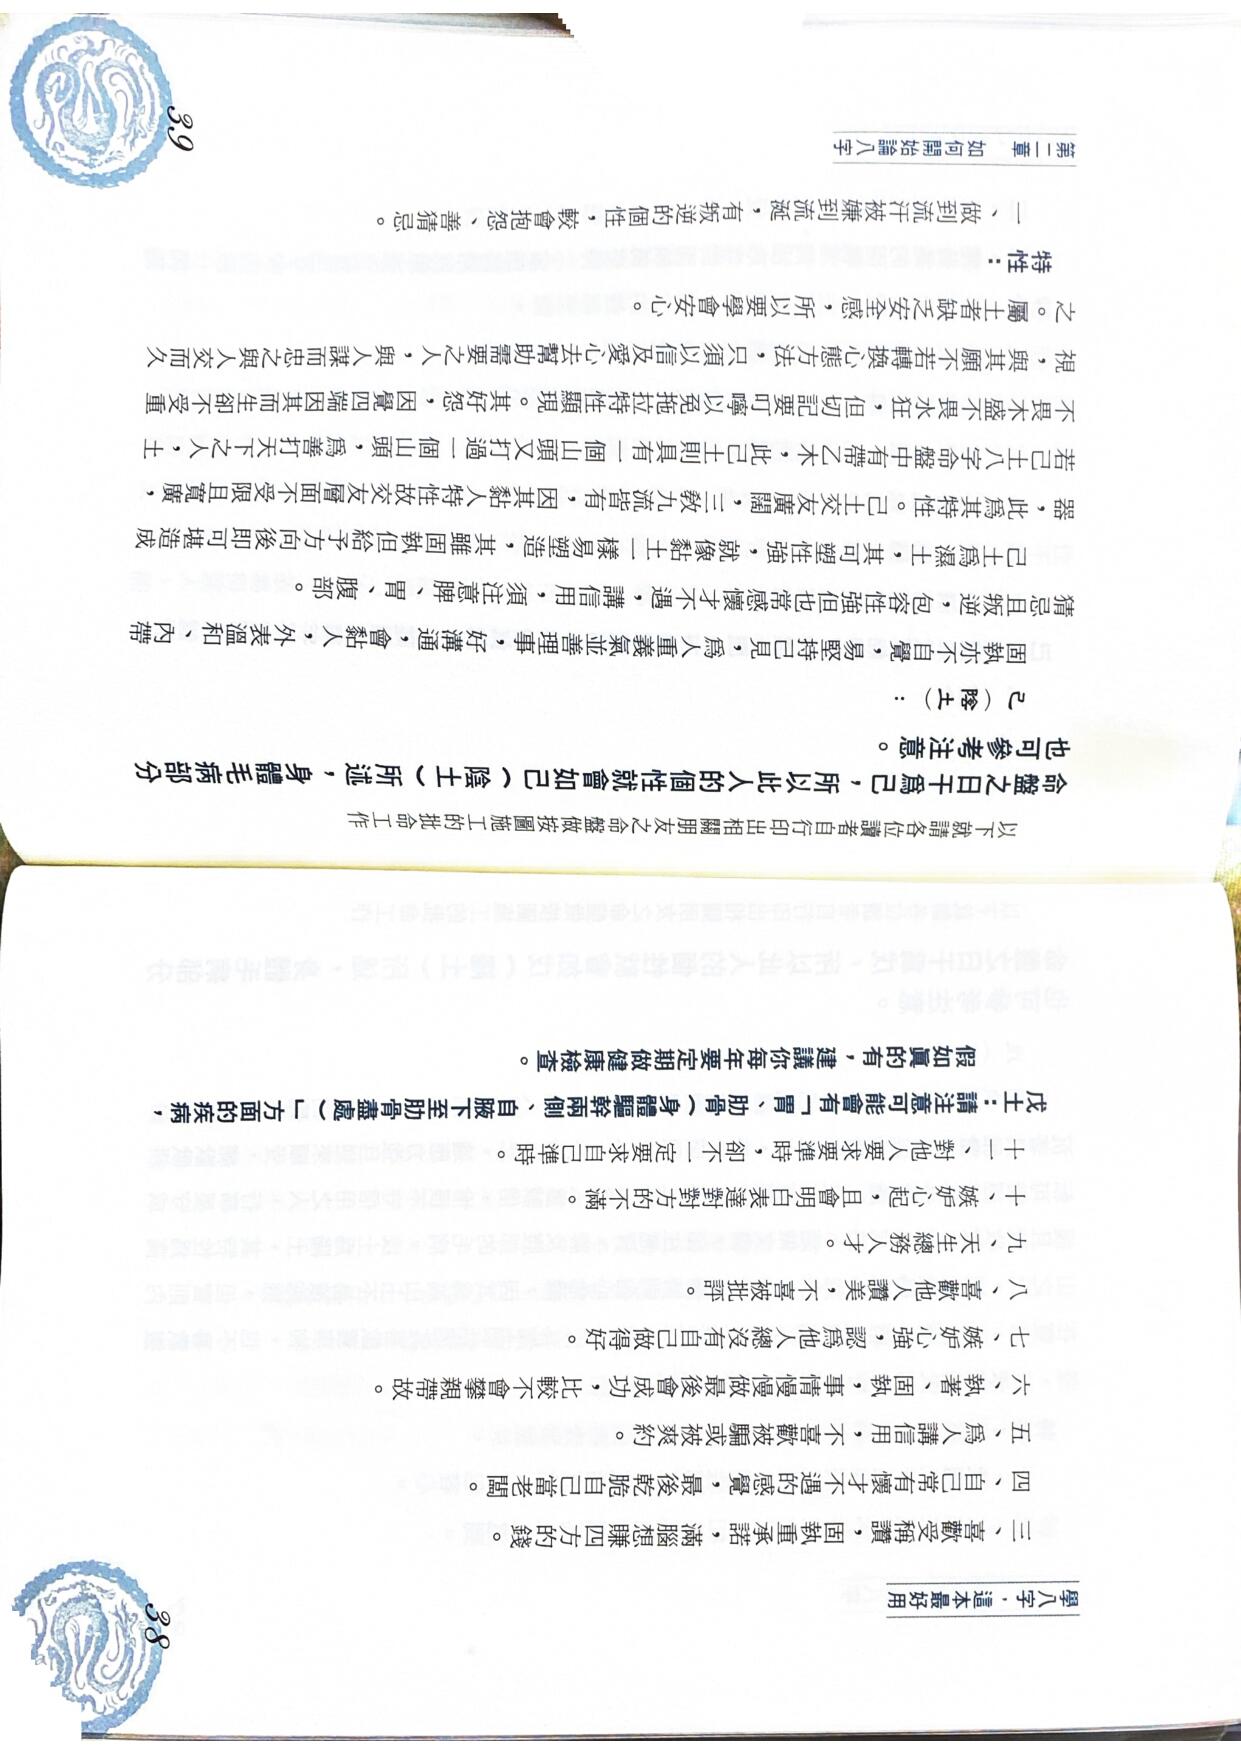 學八字，這本最好用
三、喜歡受稱讚，固執重承諾，滿腦想賺四方的錢。
四、自己常有懷才不遇的感覺，最後乾脆自己當老闆。
五、爲人講信用，不喜歡被騙或被爽約。
六、執著、固執，事情慢慢做最後會成功，比較不會攀親帶故。
七、嫉妒心強，認爲他人總沒有自己做得好。
八、喜歡他人讚美，不喜被批評。
九、天生總務人才。
十、嫉妒心起，且會明白表達對對方的不滿。
十一、對他人要求要準時，卻不一定要求自己準時。
戊土：請注意可能會有「胃、肋骨（身體軀幹兩側、自腋下至肋骨盡處）」方面的疾病，
假如眞的有，建議你每年要定期做健康檢查。
38
以下就請各位讀者自行印出相關朋友之命盤做按圖施工的批命工作
命盤之日干爲己，所以此人的個性就會如己（陰土）所述，身體毛病部分
也可參考注意。
己（陰土）：
固執亦不自覺，易堅持己見，爲人重義氣並善理事，好溝通，會黏人，外表溫和、內帶
猜忌且叛逆，包容性強但也常感懷才不遇，講信用，須注意脾、胃、腹部。
己土爲濕土，其可塑性強，就像黏土一樣易塑造，其雖固執但給予方向後即可堪造成
器，此爲其特性。己土交友廣闊，三敎九流皆有，因其黏人特性故交友層面不受限且寬廣，
若己土八字命盤中有帶乙木，此己土則具有一個山頭又打過一個山頭，爲善打天下之人，土
不畏木盛不畏水狂，但切記要叮嚀以免拖拉特性顯現。其好怨，因覺四端因其而生卻不受重
視，與其願不若轉換心態方法，只須以信及愛心去幫助需要之人，與人謀而忠之與人交而久
之。屬土者缺乏安全感，所以要學會安心。
特性：
一、做到流汗被嫌到流涎，有叛逆的個性，較會抱怨、善猜忌。
第二章 如何開始論八字
39